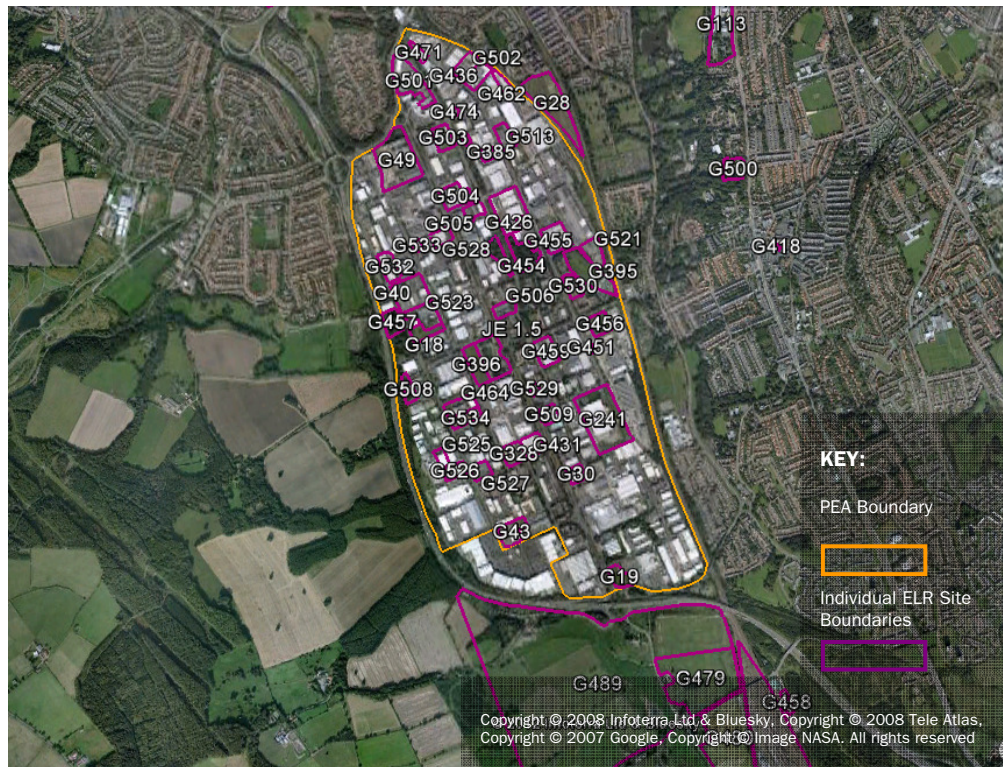 G113
G471
G502
G436
G501
G462
G28
G474
G503
G513
G385
G49
G500
G504
G505
G426
G455
G521
G418
G533
G528
G454
G532
G395
G530
G40
G506
G523
G457
JE 1.5
G456
G18
G459
G451
G396
G508
G464
G529
G534
G509
G241
G525
G431
G328
G526
G30
G527
G43
G19
G489
G479
G458
KEY:
PEA Boundary
Individual ELR Site
Boundaries
Copyright © 2008 Infoterra Ltd & Bluesky, Copyright © 2008 Tele Atlas,
Copyright © 2007 Google, Copyright © Image NASA. All rights reserved